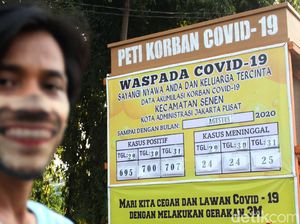 PETI KORBAN COVID-19
WASPADA COVID-19
SAYANGI NYAWA ANDA DAN KELUARGA TERCINTA
DATA AKUMULASI KORBAN COVID-19
KECAMATAN SENEN
KOTA ADMINISTRASI JAKARTA PUSAT
SAMPAI DENGAN BULAN: AGUSTUS 2020
KASUS POSITIF KASUS MENINGGAL
TGL:29 TGL:30 TGL:31 TGL:29 TGL:30 TGL:31
695 700 707 24 24 25
MARI KITA CEGAH DAN LAWAN COVID - 19
DENGAN MELAKUKAN GERAKAN 3M
detikcom